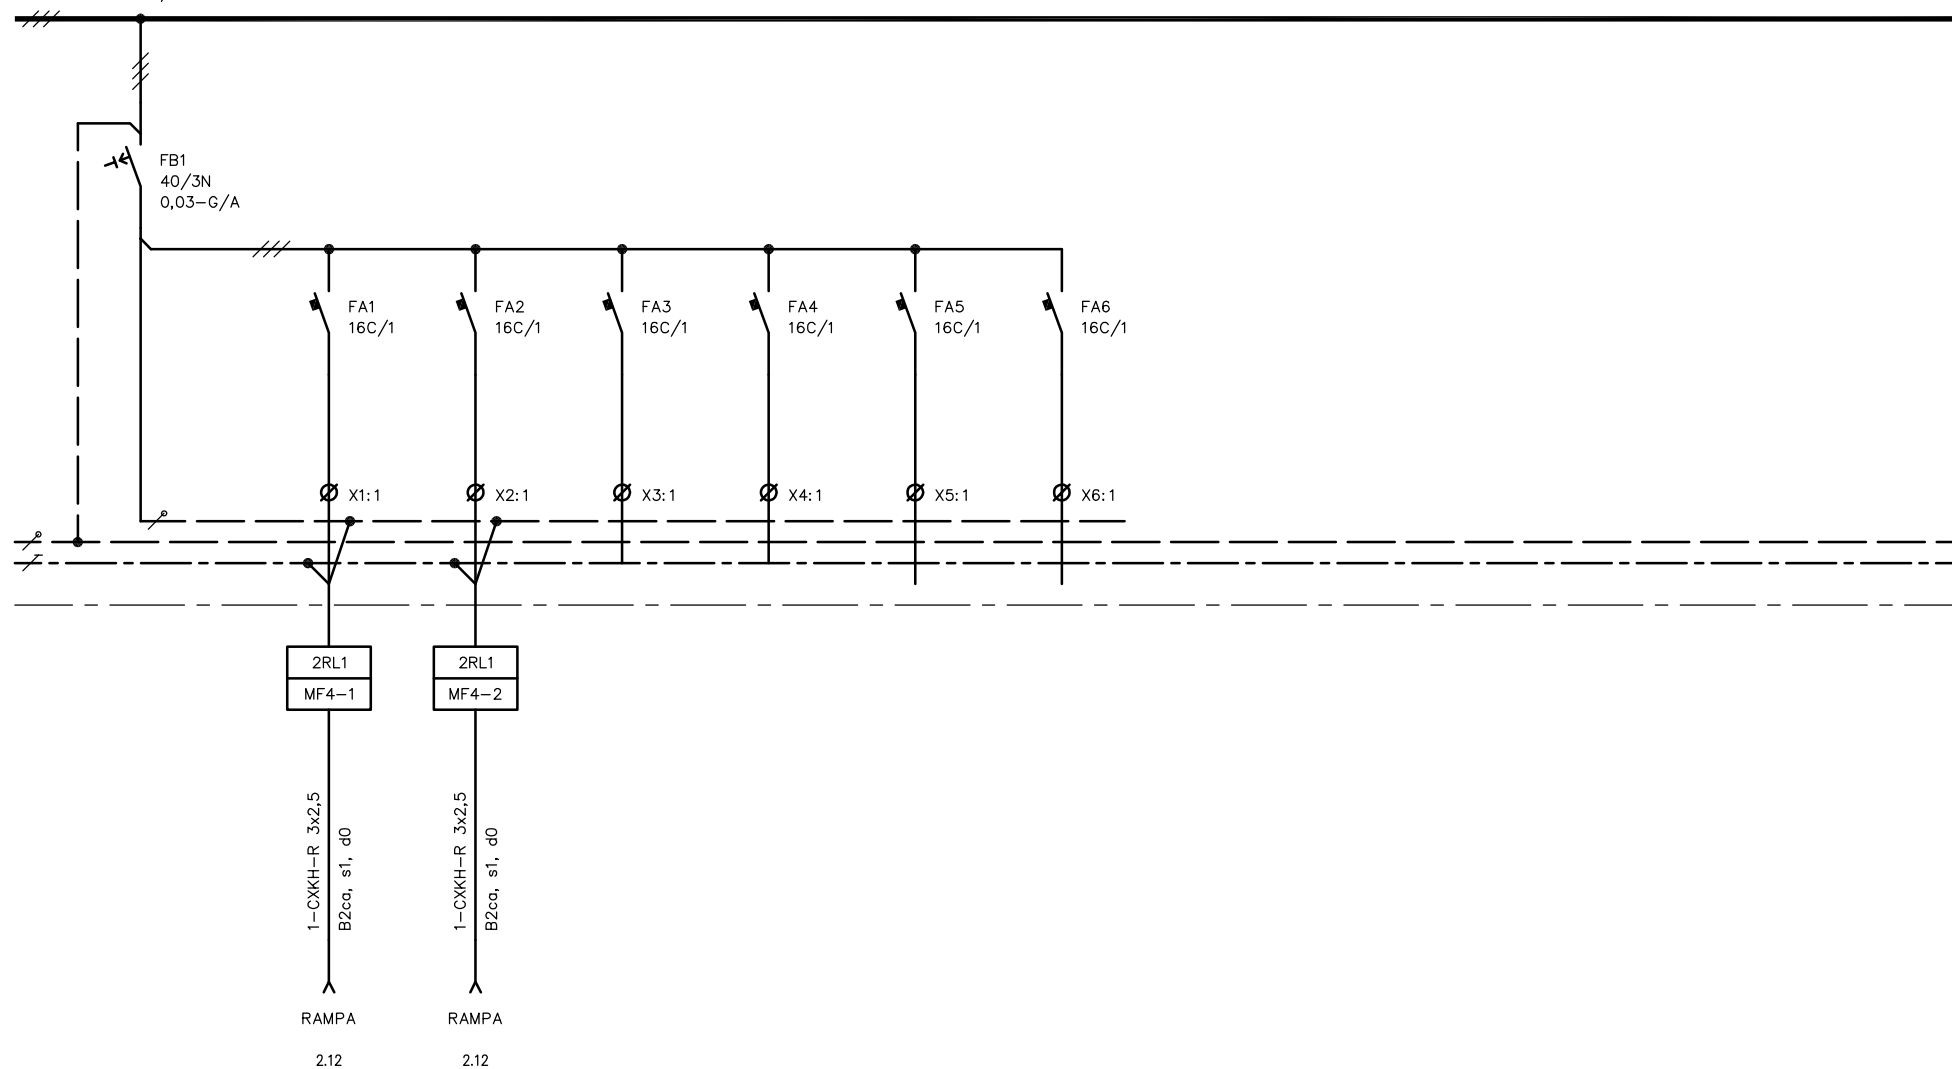 FB1
40/3N
0,03-G/A
FA1
16C/1
FA2
16C/1
FA3
16C/1
FA4
16C/1
FA5
16C/1
FA6
16C/1
X1:1
X2:1
X3:1
X4:1
X5:1
X6:1
2RL1
MF4-1
2RL1
MF4-2
1-CXKH-R 3x2,5
B2ca, s1, d0
1-CXKH-R 3x2,5
B2ca, s1, d0
RAMPA
2.12
RAMPA
2.12